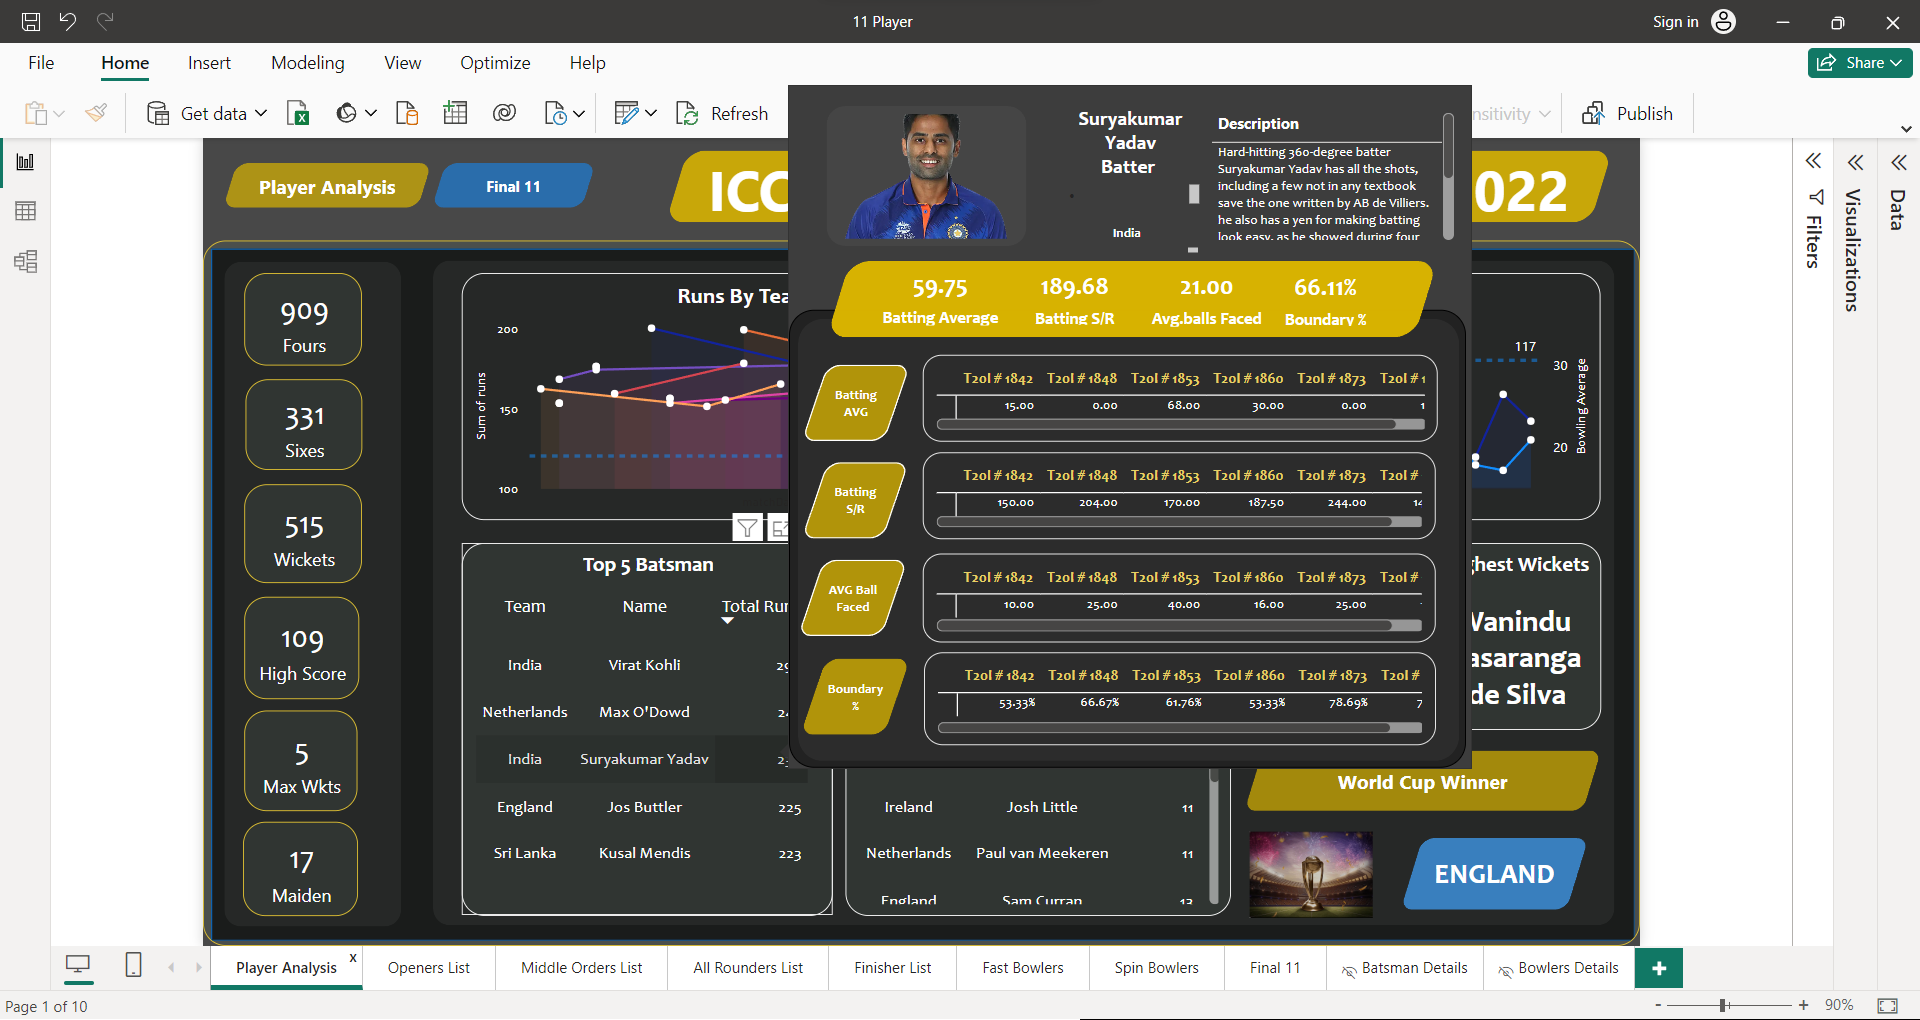 11 Player
Sign in
File
Home
Insert
Modeling
View
Optimize
Help
Share
Get data
Refresh
Publish
Player Analysis
Final 11
2022
909
Fours
331
Sixes
515
Wickets
109
High Score
5
Max Wkts
17
Maiden
Runs By
Sum of runs
200
150
100
Top 5 Batsman
Team Name Total
India Virat Kohli
Netherlands Max O'Dowd
India Suryakumar Yadav
England Jos Buttler 225
Sri Lanka Kusal Mendis 223
Suryakumar
Yadav
Batter
India
Description
Hard-hitting 360-degree batter
Suryakumar Yadav has all the shots,
including a few not in any textbook
save the one written by AB de Villiers.
he also has a yen for making batting
look easy, as he showed during four
59.75 189.68 21.00 66.11%
Batting Average Batting S/R Avg.balls Faced Boundary %
Batting
AVG
T20I # 1842 T20I # 1848 T20I # 1853 T20I # 1860 T20I # 1873 T20I # 1
15.00 0.00 68.00 30.00 0.00 1
Batting
S/R
T20I # 1842 T20I # 1848 T20I # 1853 T20I # 1860 T20I # 1873 T20I #
150.00 204.00 170.00 187.50 244.00
AVG Ball
Faced
T20I # 1842 T20I # 1848 T20I # 1853 T20I # 1860 T20I # 1873 T20I #
10.00 25.00 40.00 16.00 25.00
Boundary
%
T20I # 1842 T20I # 1848 T20I # 1853 T20I # 1860 T20I # 1873 T20I #
53.33% 66.67% 61.76% 53.33% 78.69% 7
117
30
20
Bowling Average
Wickets
de Silva
Ireland Josh Little 11
Netherlands Paul van Meekeren 11
England Sam Curran 13
World Cup Winner
ENGLAND
Filters
Visualizations
Data
Player Analysis x
Openers List
Middle Orders List
All Rounders List
Finisher List
Fast Bowlers
Spin Bowlers
Final 11
Batsman Details
Bowlers Details
+
Page 1 of 10
- + 90%